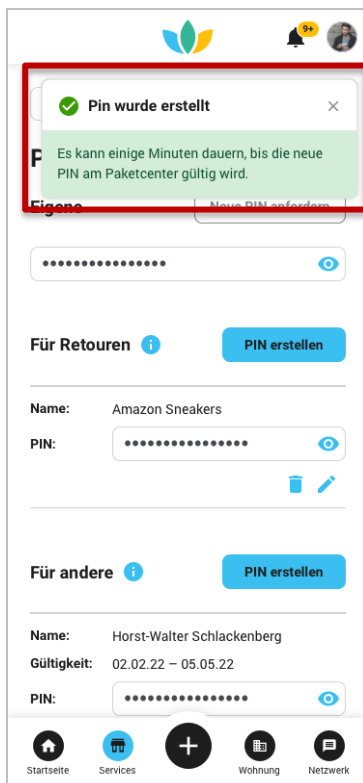 9+
Pin wurde erstellt
Es kann einige Minuten dauern, bis die neue
PIN am Paketcenter gültig wird.
Eigene
Neue PIN anfordern
••••••••••••••••
Für Retouren
PIN erstellen
Name: Amazon Sneakers
PIN: ••••••••••••••••
Für andere
PIN erstellen
Name: Horst-Walter Schlackenberg
Gültigkeit: 02.02.22 – 05.05.22
PIN: ••••••••••••••••
Startseite Services Wohnung Netzwerk